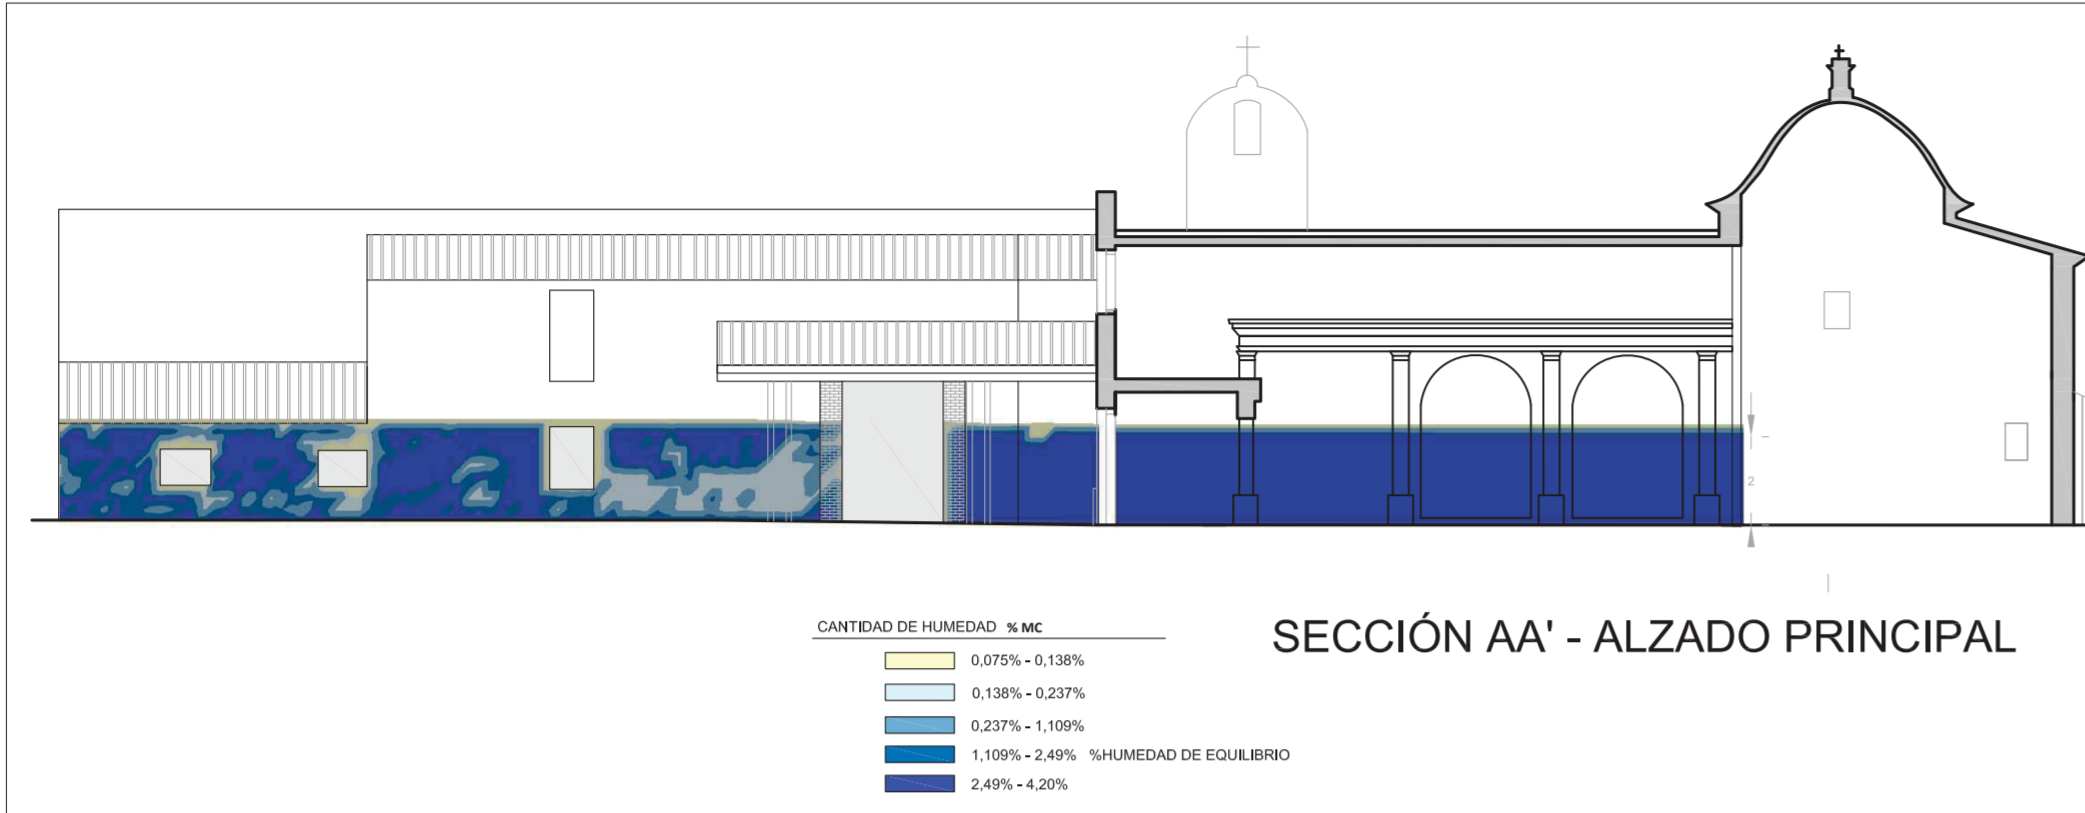 2
CANTIDAD DE HUMEDAD % MC
0,075% - 0,138%
0,138% - 0,237%
0,237% - 1,109%
1,109% - 2,49% %HUMEDAD DE EQUILIBRIO
2,49% - 4,20%
SECCIÓN AA' - ALZADO PRINCIPAL